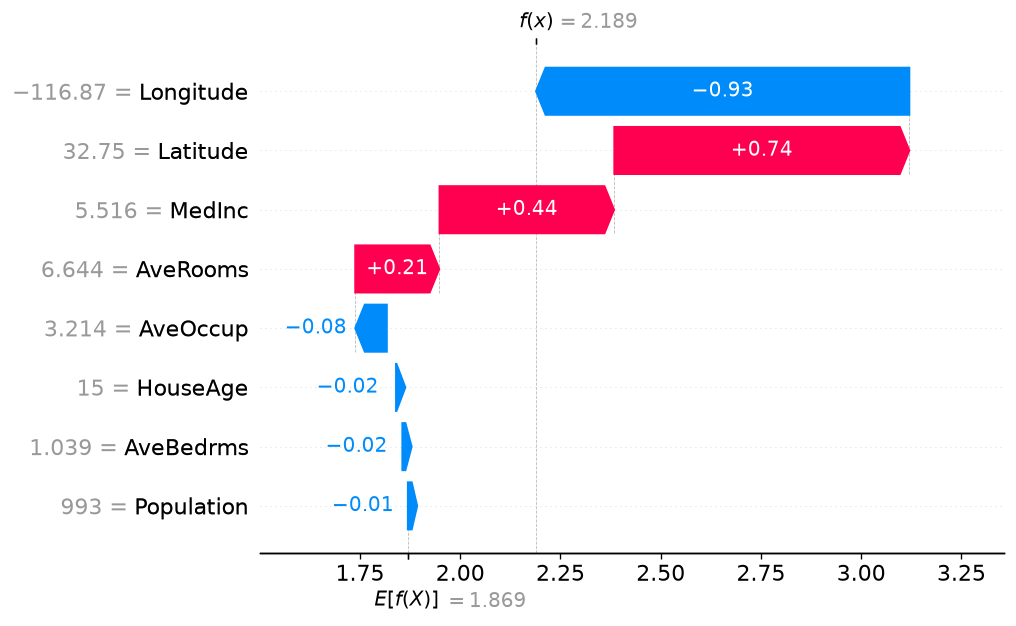 f(x) = 2.189
−116.87 = Longitude
−0.93
32.75 = Latitude
+0.74
5.516 = MedInc
+0.44
6.644 = AveRooms
+0.21
3.214 = AveOccup
−0.08
15 = HouseAge
−0.02
1.039 = AveBedrms
−0.02
993 = Population
−0.01
1.75 2.00 2.25 2.50 2.75 3.00 3.25
E[f(X)] = 1.869